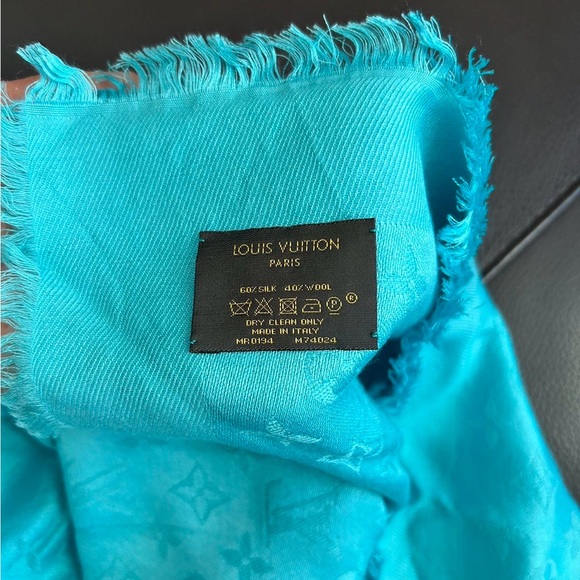 LOUIS VUITTON
PARIS
60% SILK 40% WOOL
P R
DRY CLEAN ONLY
MADE IN ITALY
MR0194 M74024